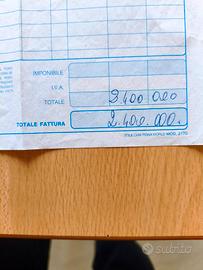 IMPONIBILE
I.V.A.
TOTALE 2.400.000
TOTALE FATTURA 2.400.000.
subito